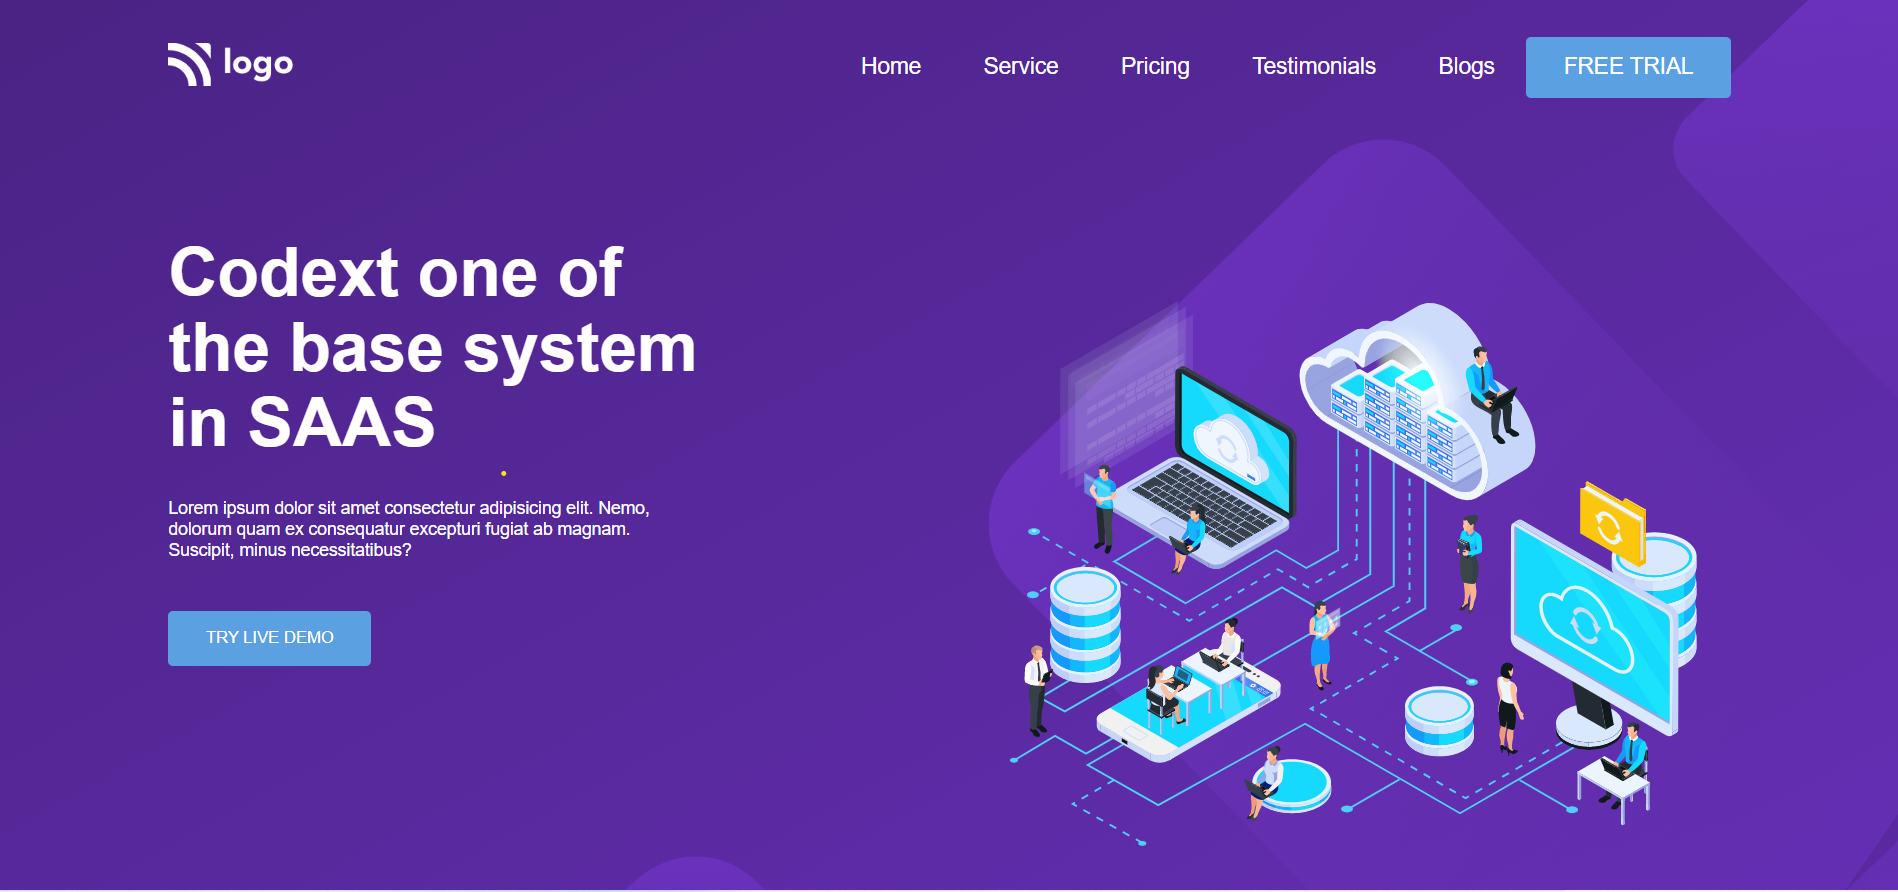 logo
Home
Service
Pricing
Testimonials
Blogs
FREE TRIAL
Codext one of
the base system
in SAAS
Lorem ipsum dolor sit amet consectetur adipisicing elit. Nemo,
dolorum quam ex consequatur excepturi fugiat ab magnam.
Suscipit, minus necessitatibus?
TRY LIVE DEMO